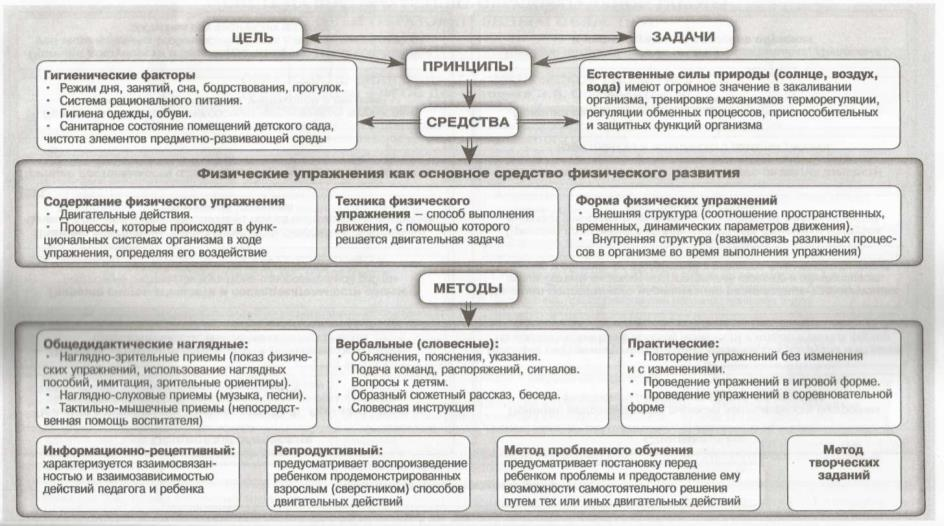 ЦЕЛЬ
ЗАДАЧИ
ПРИНЦИПЫ
Гигиенические факторы
· Режим дня, занятий, сна, бодрствования, прогулок.
· Система рационального питания.
· Гигиена одежды, обуви.
· Санитарное состояние помещений детского сада,
чистота элементов предметно-развивающей среды
СРЕДСТВА
Естественные силы природы (солнце, воздух,
вода) имеют огромное значение в закаливании
организма, тренировке механизмов терморегуляции,
регуляции обменных процессов, приспособительных
и защитных функций организма
Физические упражнения как основное средство физического развития
Содержание физического упражнения
· Двигательные действия.
· Процессы, которые происходят в функ-
циональных системах организма в ходе
упражнения, определяя его воздействие
Техника физического
упражнения – способ выполнения
движения, с помощью которого
решается двигательная задача
Форма физических упражнений
· Внешняя структура (соотношение пространственных,
временных, динамических параметров движения).
· Внутренняя структура (взаимосвязь различных процес-
сов в организме во время выполнения упражнения)
МЕТОДЫ
Общедидактические наглядные:
· Наглядно-зрительные приемы (показ физиче-
ских упражнений, использование наглядных
пособий, имитация, зрительные ориентиры).
· Наглядно-слуховые приемы (музыка, песни).
· Тактильно-мышечные приемы (непосредст-
венная помощь воспитателя)
Вербальные (словесные):
· Объяснения, пояснения, указания.
· Подача команд, распоряжений, сигналов.
· Вопросы к детям.
· Образный сюжетный рассказ, беседа.
· Словесная инструкция
Практические:
· Повторение упражнений без изменения
и с изменениями.
· Проведение упражнений в игровой форме.
· Проведение упражнений в соревновательной
форме
Информационно-рецептивный:
характеризуется взаимосвязан-
ностью и взаимозависимостью
действий педагога и ребенка
Репродуктивный:
предусматривает воспроизведение
ребенком продемонстрированных
взрослым (сверстником) способов
двигательных действий
Метод проблемного обучения
предусматривает постановку перед
ребенком проблемы и предоставление ему
возможности самостоятельного решения
путем тех или иных двигательных действий
Метод
творческих
заданий